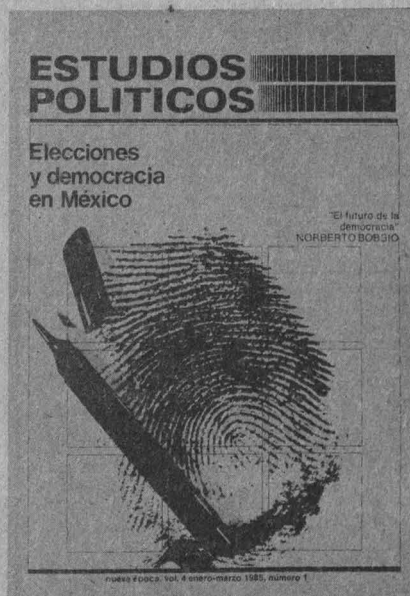 ESTUDIOS
POLITICOS
Elecciones
y democracia
en México
"El futuro de la
democracia"
NORBERTO BOBBIO
nueva época, vol. 4 enero-marzo 1985, número 1